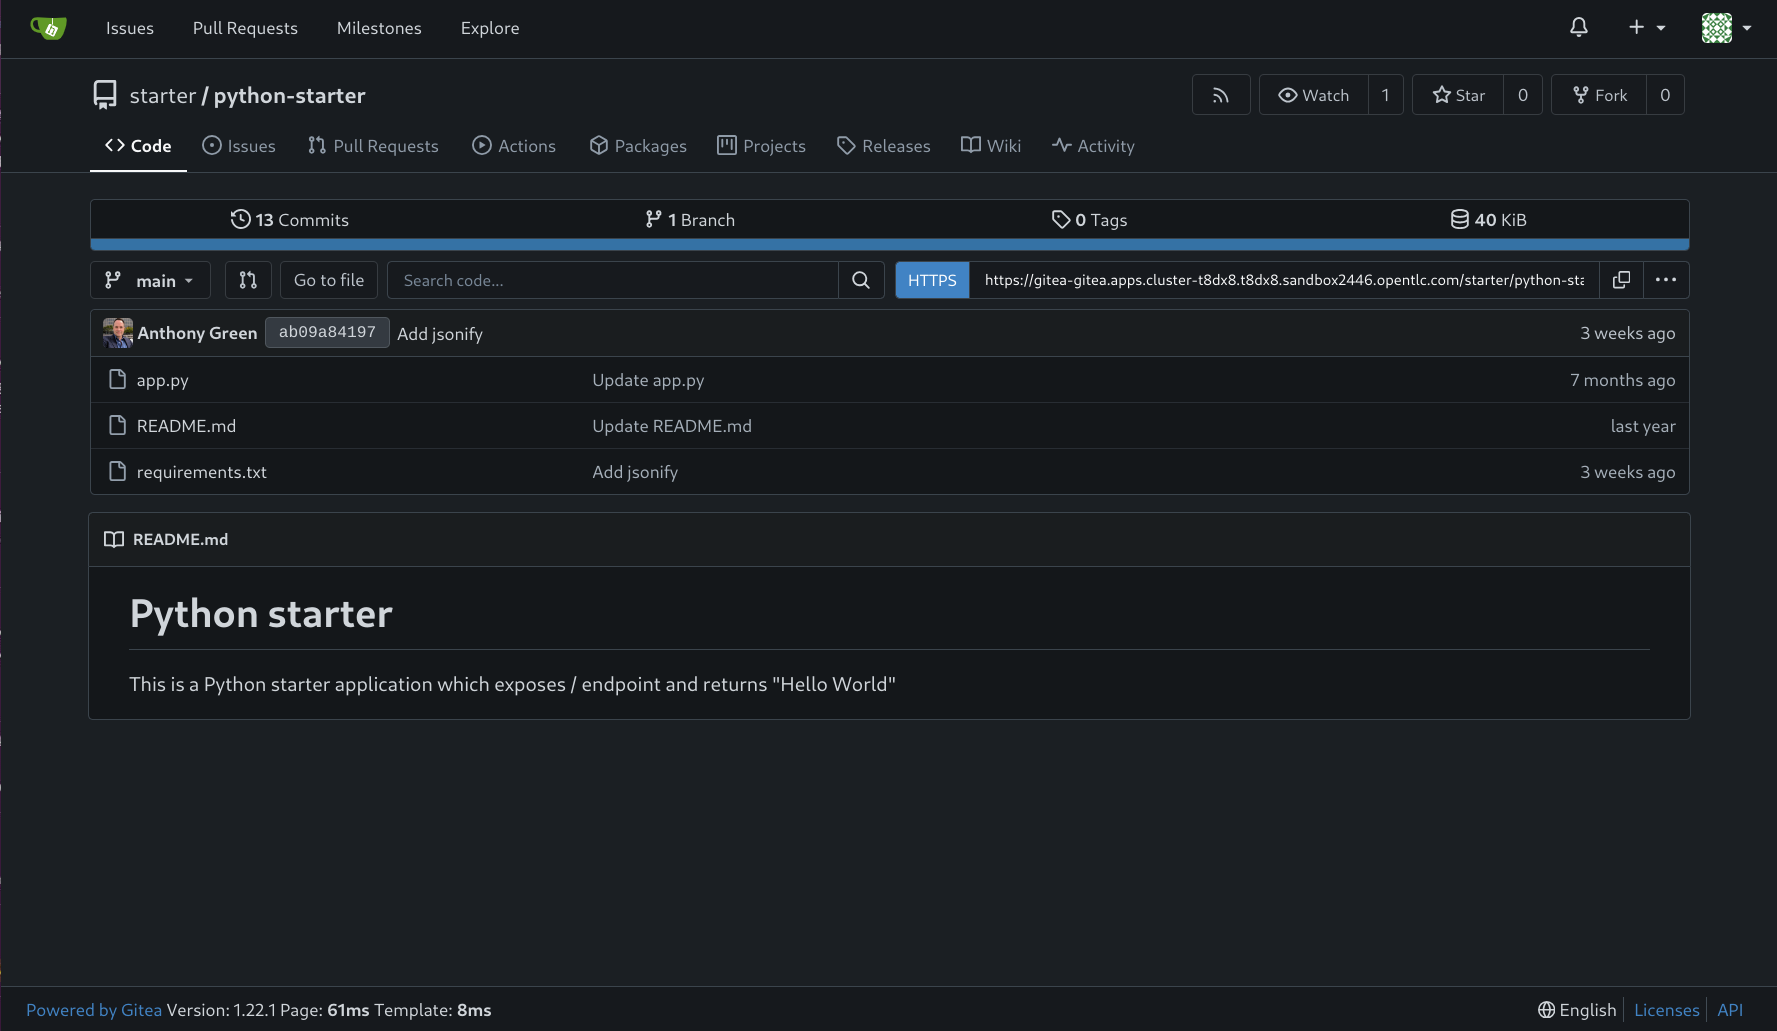 Issues Pull Requests Milestones Explore
starter / python-starter Watch 1 Star 0 Fork 0
Code Issues Pull Requests Actions Packages Projects Releases Wiki Activity
13 Commits 1 Branch 0 Tags 40 KiB
main Go to file Search code... HTTPS https://gitea-gitea.apps.cluster-t8dx8.t8dx8.sandbox2446.opentlc.com/starter/python-sta
Anthony Green ab09a84197 Add jsonify 3 weeks ago
app.py Update app.py 7 months ago
README.md Update README.md last year
requirements.txt Add jsonify 3 weeks ago
README.md
Python starter
This is a Python starter application which exposes / endpoint and returns "Hello World"
Powered by Gitea Version: 1.22.1 Page: 61ms Template: 8ms English Licenses API